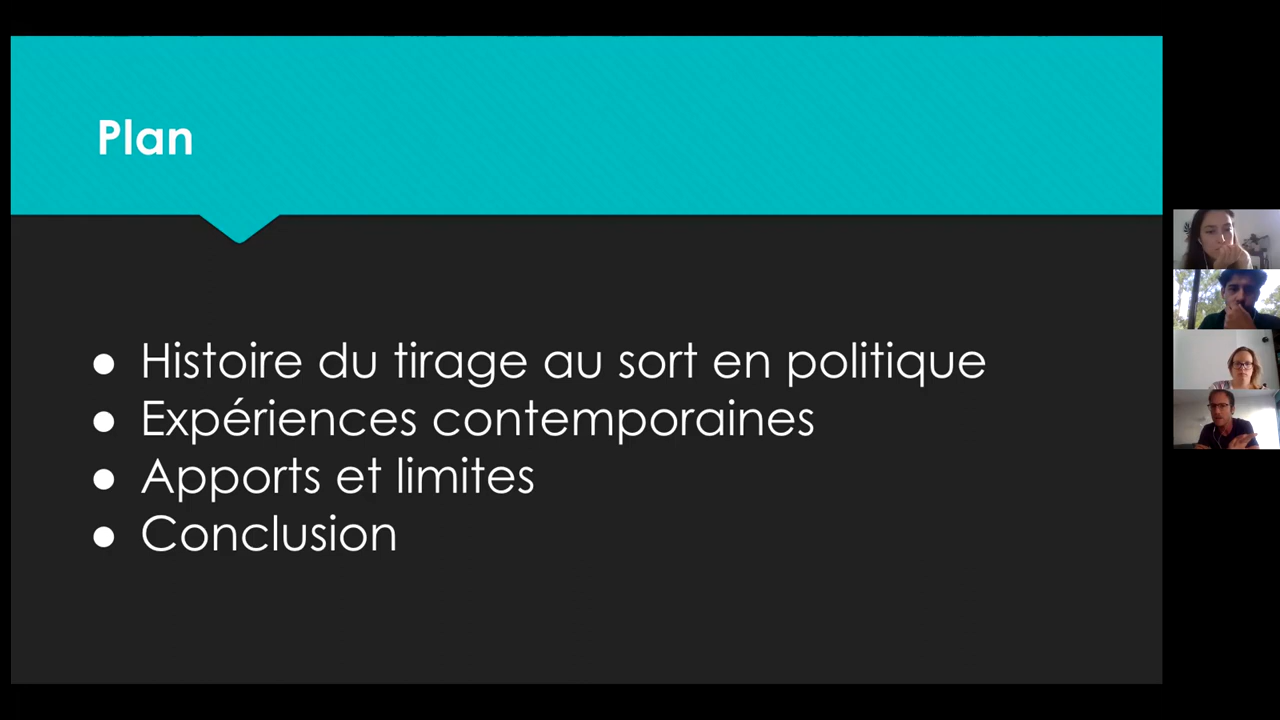 Plan
● Histoire du tirage au sort en politique
● Expériences contemporaines
● Apports et limites
● Conclusion